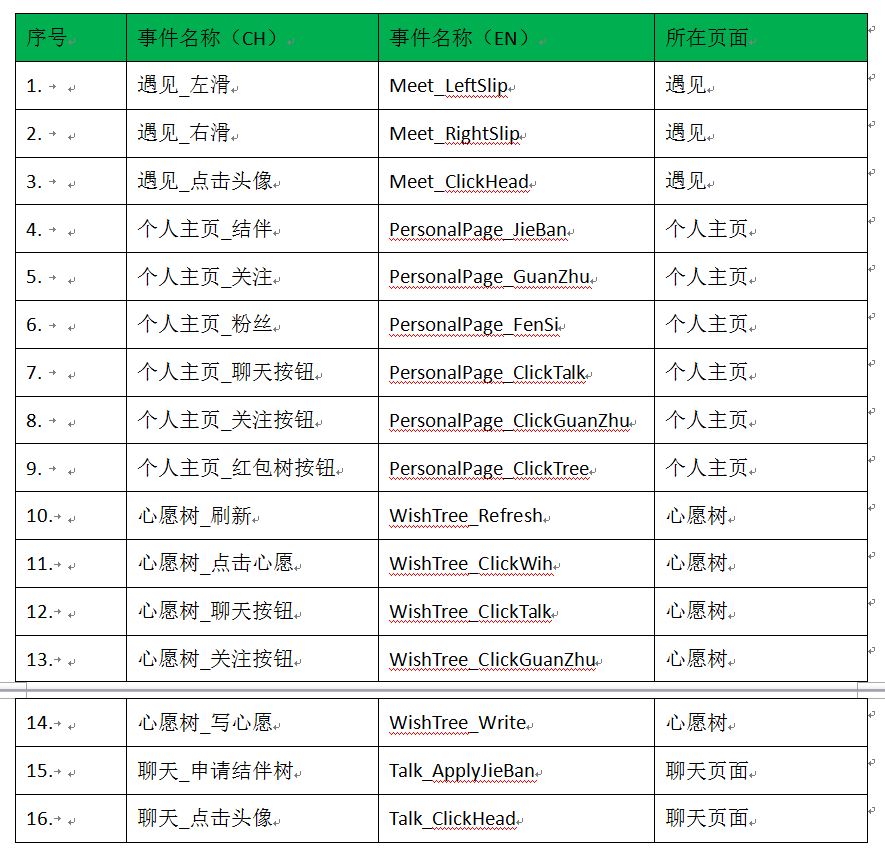 序号 事件名称（CH） 事件名称（EN） 所在页面
1. 遇见_左滑 Meet_LeftSlip 遇见
2. 遇见_右滑 Meet_RightSlip 遇见
3. 遇见_点击头像 Meet_ClickHead 遇见
4. 个人主页_结伴 PersonalPage_JieBan 个人主页
5. 个人主页_关注 PersonalPage_GuanZhu 个人主页
6. 个人主页_粉丝 PersonalPage_FenSi 个人主页
7. 个人主页_聊天按钮 PersonalPage_ClickTalk 个人主页
8. 个人主页_关注按钮 PersonalPage_ClickGuanZhu 个人主页
9. 个人主页_红包树按钮 PersonalPage_ClickTree 个人主页
10. 心愿树_刷新 WishTree_Refresh 心愿树
11. 心愿树_点击心愿 WishTree_ClickWih 心愿树
12. 心愿树_聊天按钮 WishTree_ClickTalk 心愿树
13. 心愿树_关注按钮 WishTree_ClickGuanZhu 心愿树
14. 心愿树_写心愿 WishTree_Write 心愿树
15. 聊天_申请结伴树 Talk_ApplyJieBan 聊天页面
16. 聊天_点击头像 Talk_ClickHead 聊天页面